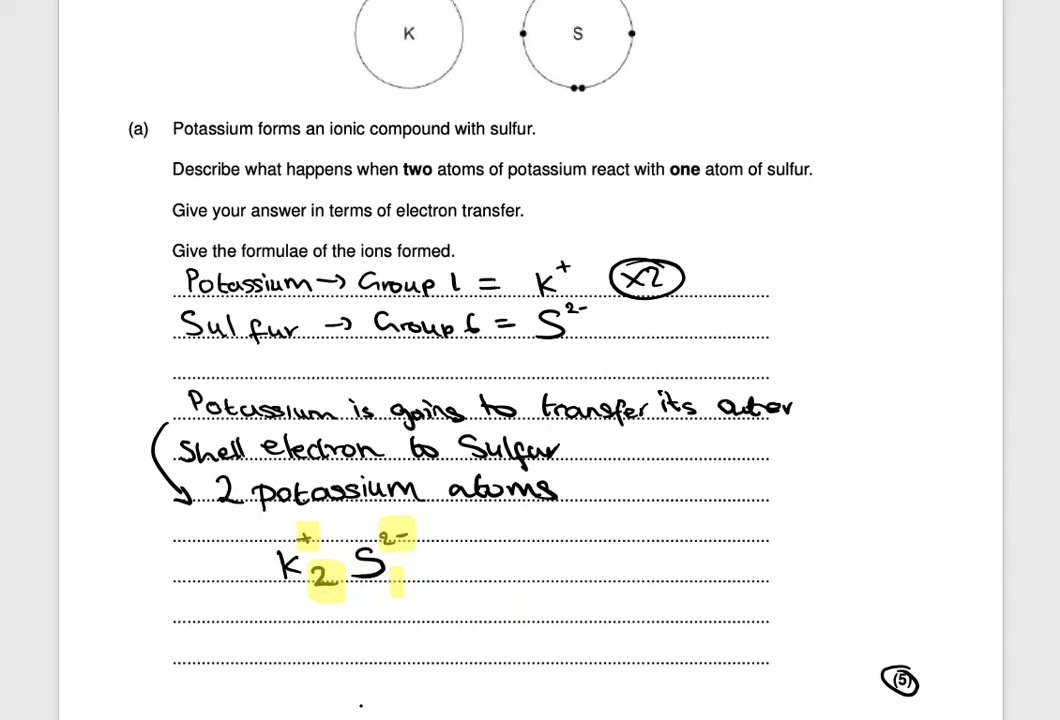 K
S
(a) Potassium forms an ionic compound with sulfur.
Describe what happens when two atoms of potassium react with one atom of sulfur.
Give your answer in terms of electron transfer.
Give the formulae of the ions formed.
Potassium → Group 1 = K⁺ ×2
Sulfur → Group 6 = S²⁻
Potassium is going to transfer its outer
shell electron to Sulfur
→ 2 potassium atoms
K⁺₂ S²⁻₁
(5)